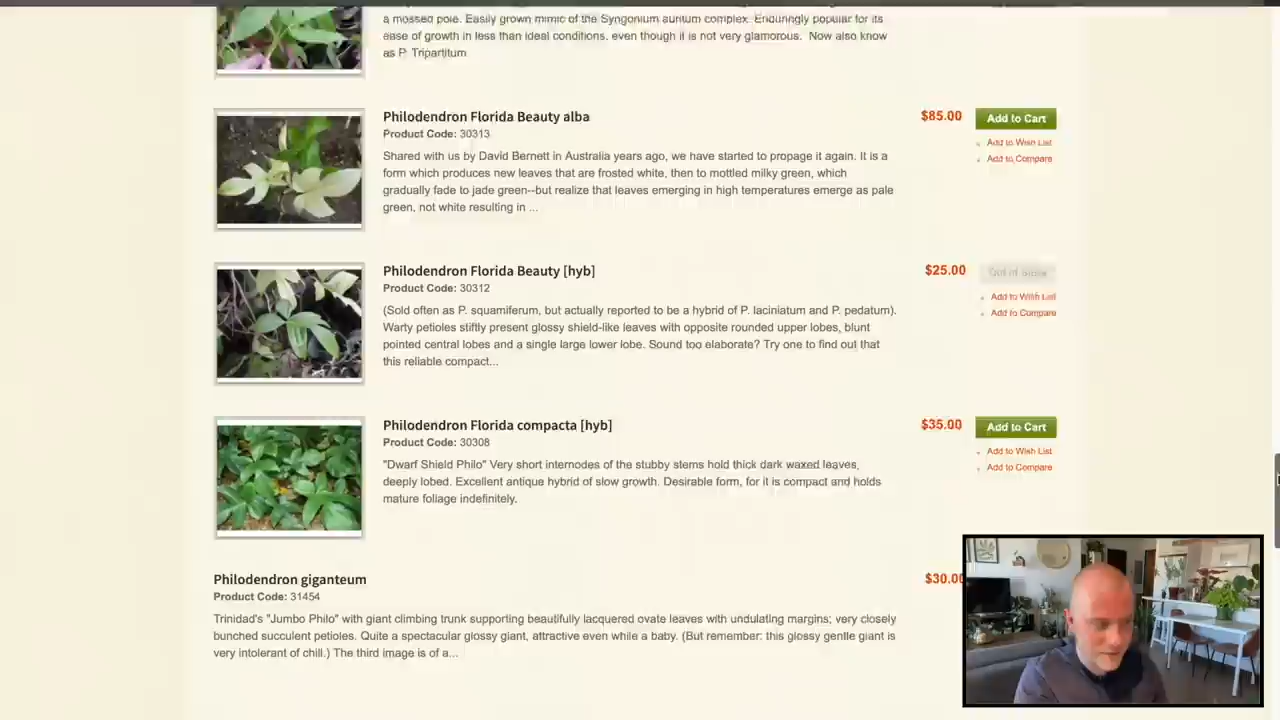 a mossed pole. Easily grown mimic of the Syngonium auritum complex. Enduringly popular for its
ease of growth in less than ideal conditions, even though it is not very glamorous. Now also know
as P. Tripartitum
Philodendron Florida Beauty alba
$85.00
Add to Cart
Product Code: 30313
Add to Wish List
Shared with us by David Bernett in Australia years ago, we have started to propage it again. It is a
Add to Compare
form which produces new leaves that are frosted white, then to mottled milky green, which
gradually fade to jade green--but realize that leaves emerging in high temperatures emerge as pale
green, not white resulting in ...
Philodendron Florida Beauty [hyb]
$25.00
Out of Stock
Product Code: 30312
Add to Wish List
(Sold often as P. squamiferum, but actually reported to be a hybrid of P. laciniatum and P. pedatum).
Add to Compare
Warty petioles stiftly present glossy shield-like leaves with opposite rounded upper lobes, blunt
pointed central lobes and a single large lower lobe. Sound too elaborate? Try one to find out that
this reliable compact...
Philodendron Florida compacta [hyb]
$35.00
Add to Cart
Product Code: 30308
Add to Wish List
"Dwarf Shield Philo" Very short internodes of the stubby stems hold thick dark waxed leaves,
Add to Compare
deeply lobed. Excellent antique hybrid of slow growth. Desirable form, for it is compact and holds
mature foliage indefinitely.
Philodendron giganteum
$30.00
Product Code: 31454
Trinidad's "Jumbo Philo" with giant climbing trunk supporting beautifully lacquered ovate leaves with undulating margins; very closely
bunched succulent petioles. Quite a spectacular glossy giant, attractive even while a baby. (But remember: this glossy gentle giant is
very intolerant of chill.) The third image is of a...